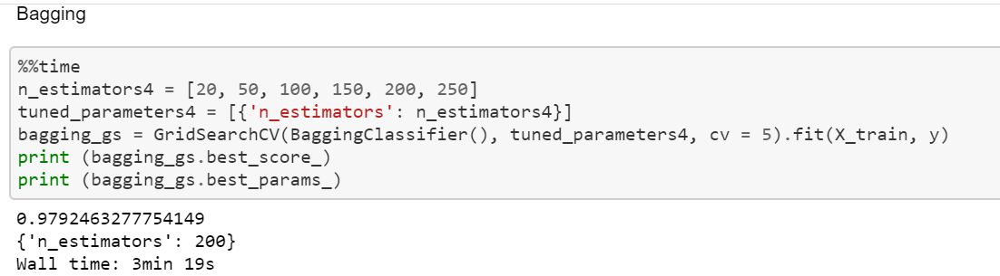 Bagging
%%time
n_estimators4 = [20, 50, 100, 150, 200, 250]
tuned_parameters4 = [{'n_estimators': n_estimators4}]
bagging_gs = GridSearchCV(BaggingClassifier(), tuned_parameters4, cv = 5).fit(X_train, y)
print (bagging_gs.best_score_)
print (bagging_gs.best_params_)
0.9792463277754149
{'n_estimators': 200}
Wall time: 3min 19s